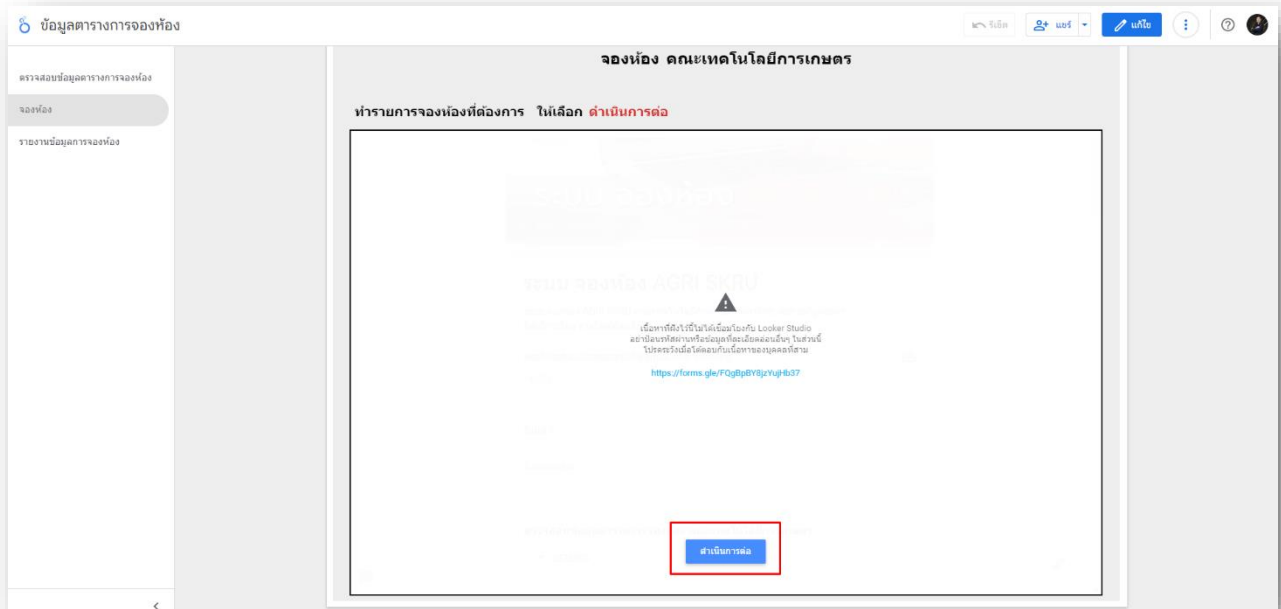 ข้อมูลตารางการจองห้อง
รีเซ็ต
แชร์
แก้ไข
ตรวจสอบข้อมูลตารางการจองห้อง
จองห้อง
รายงานข้อมูลการจองห้อง
จองห้อง คณะเทคโนโลยีการเกษตร
ทำรายการจองห้องที่ต้องการ ให้เลือก ดำเนินการต่อ
ระบบ จองห้อง
ระบบ จองห้อง AGRI SKRU
เนื้อหาที่ฝังไว้นี้ไม่ได้เชื่อมโยงกับ Looker Studio
อย่าป้อนรหัสผ่านหรือข้อมูลที่ละเอียดอ่อนอื่นๆ ในส่วนนี้
โปรดระวังเมื่อโต้ตอบกับเนื้อหาของบุคคลที่สาม
https://forms.gle/FQgBpBY8jzYujHb37
ดำเนินการต่อ